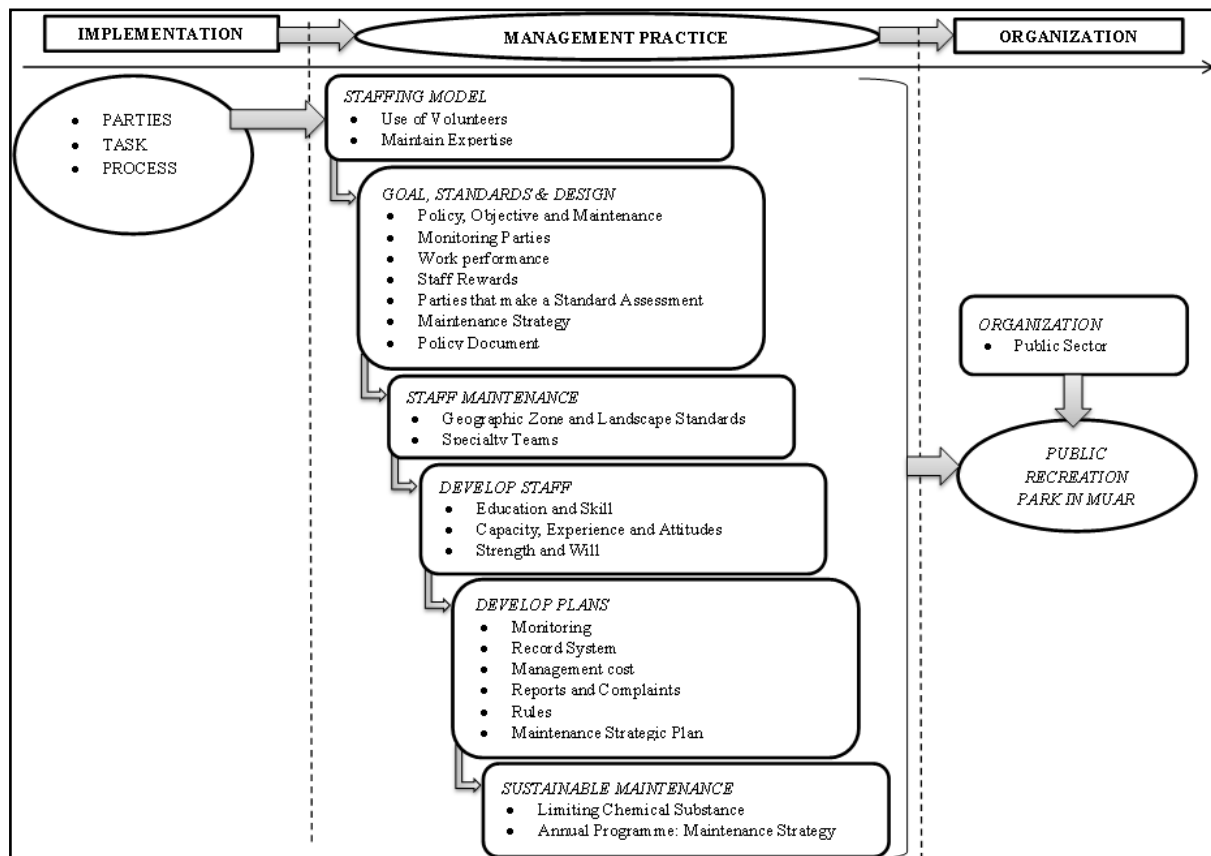 IMPLEMENTATION
MANAGEMENT PRACTICE
ORGANIZATION
• PARTIES
• TASK
• PROCESS
STAFFING MODEL
• Use of Volunteers
• Maintain Expertise
GOAL, STANDARDS & DESIGN
• Policy, Objective and Maintenance
• Monitoring Parties
• Work performance
• Staff Rewards
• Parties that make a Standard Assessment
• Maintenance Strategy
• Policy Document
STAFF MAINTENANCE
• Geographic Zone and Landscape Standards
• Specialty Teams
DEVELOP STAFF
• Education and Skill
• Capacity, Experience and Attitudes
• Strength and Will
DEVELOP PLANS
• Monitoring
• Record System
• Management cost
• Reports and Complaints
• Rules
• Maintenance Strategic Plan
SUSTAINABLE MAINTENANCE
• Limiting Chemical Substance
• Annual Programme: Maintenance Strategy
ORGANIZATION
• Public Sector
PUBLIC
RECREATION
PARK IN MUAR